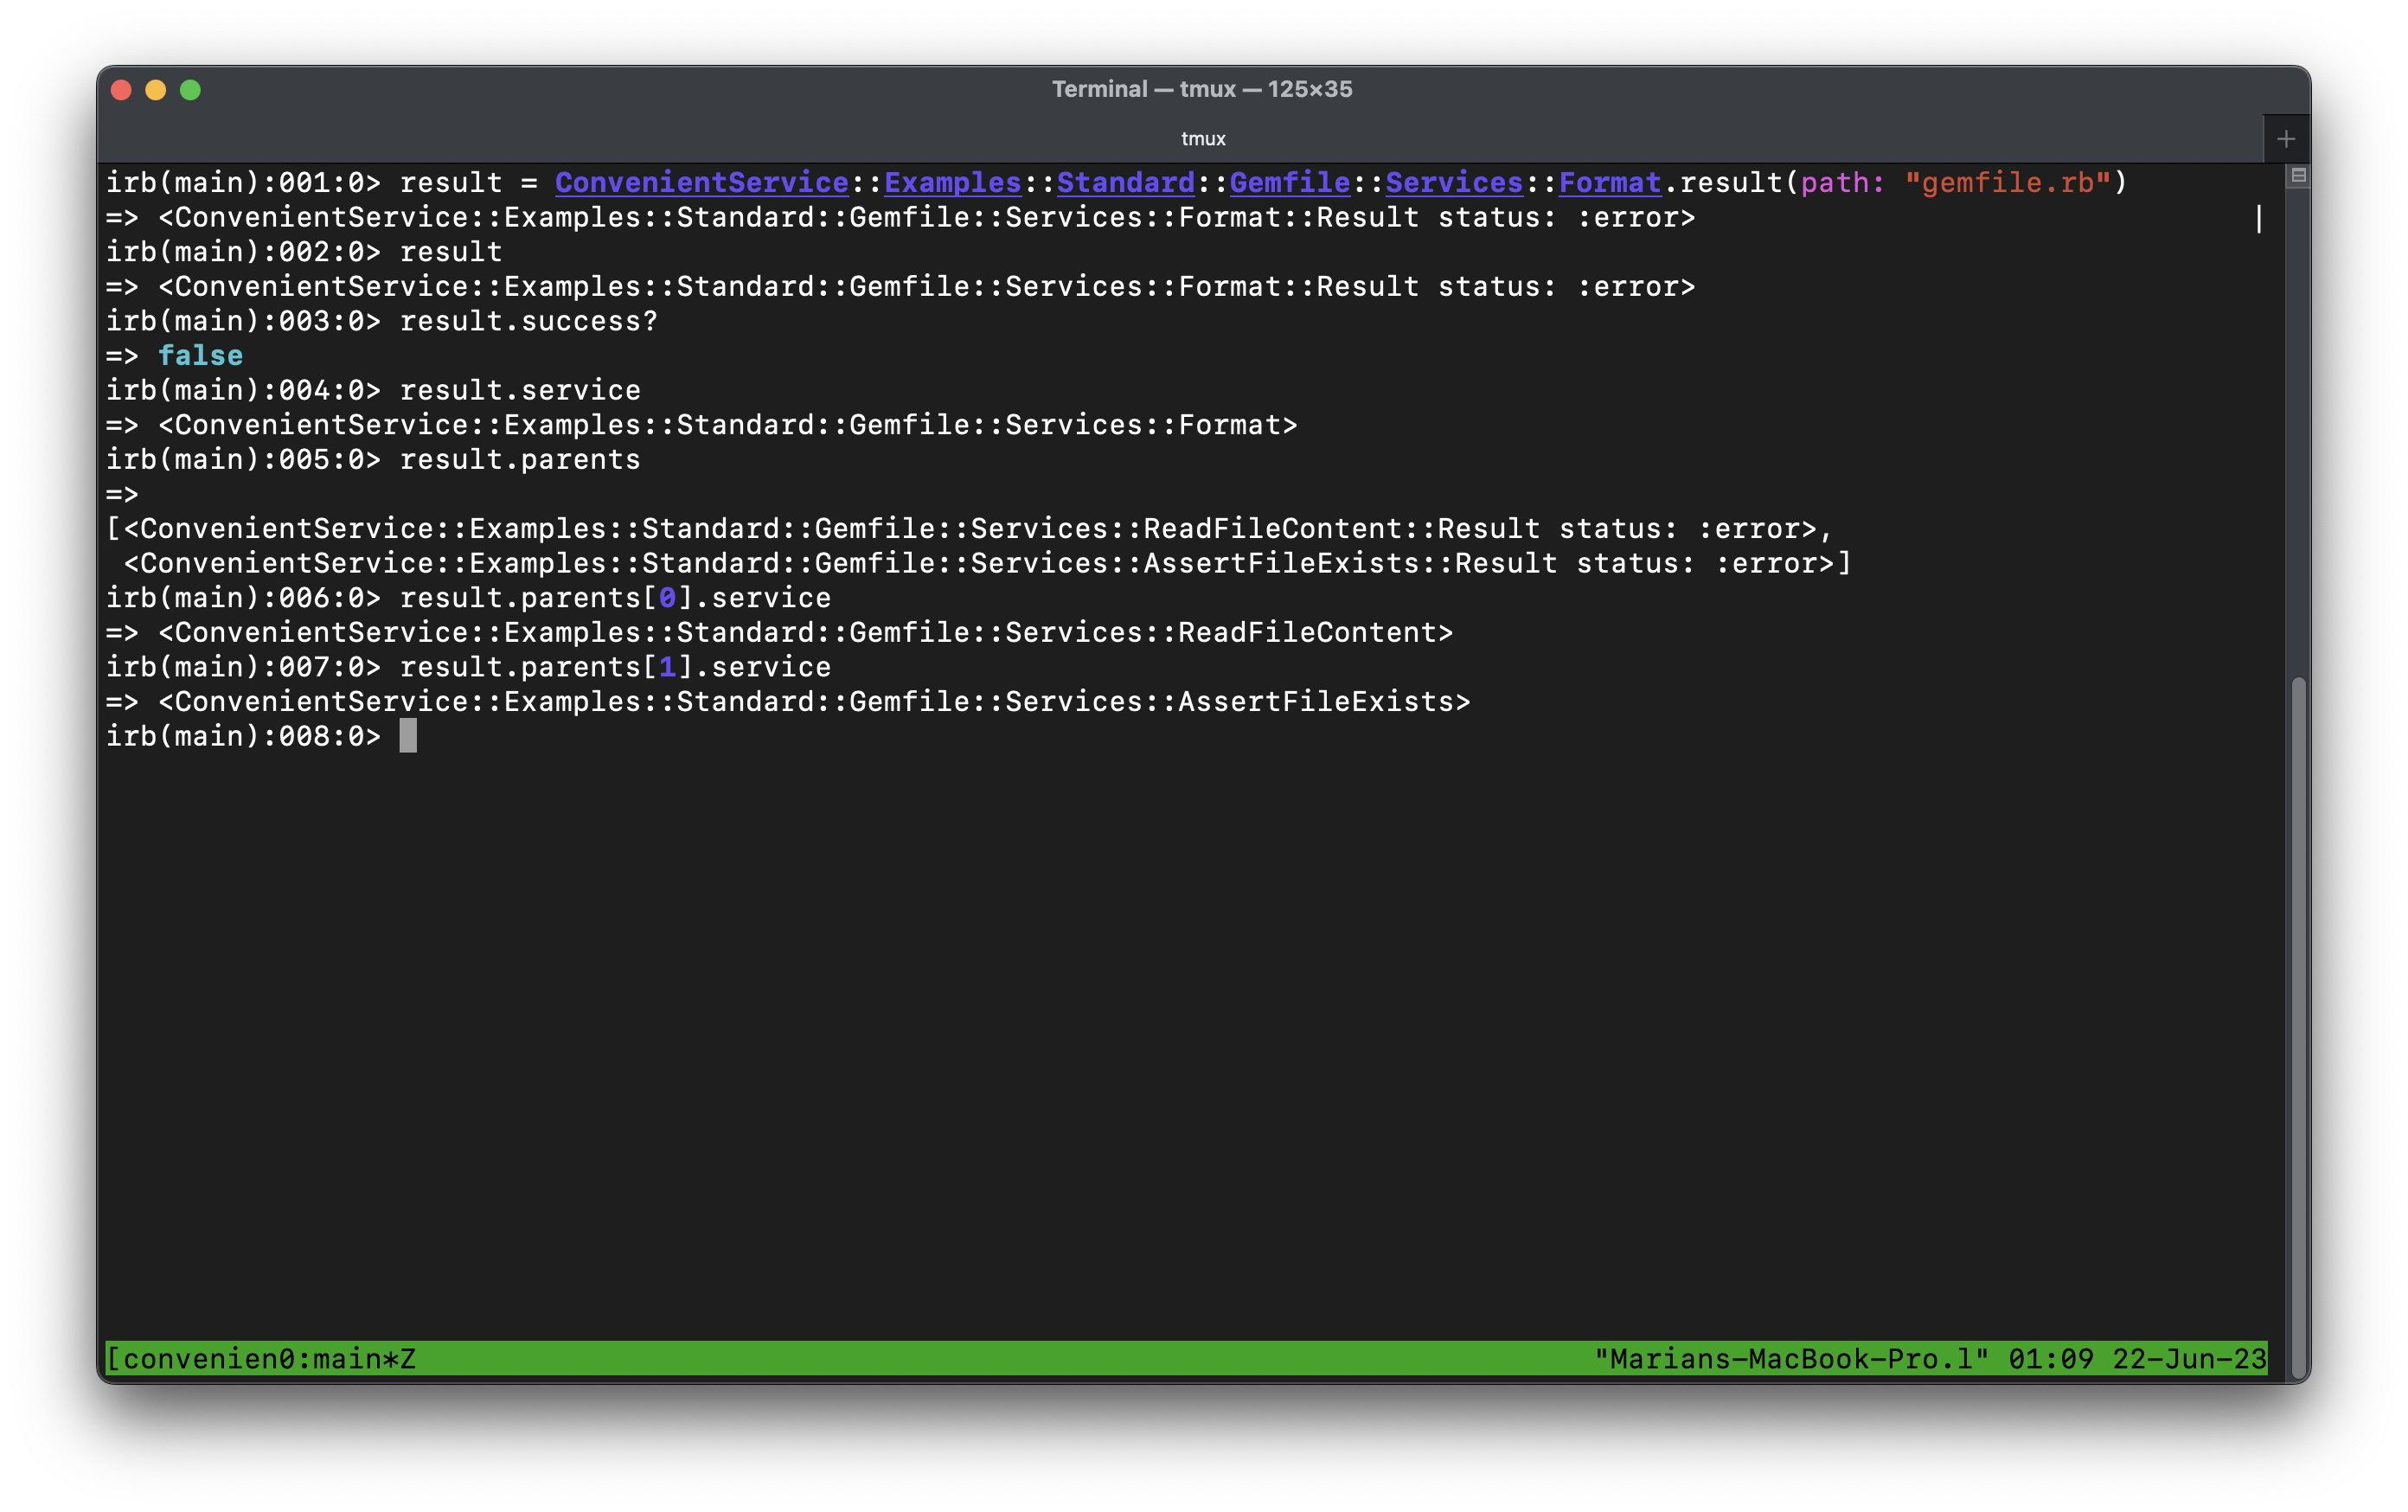 Terminal — tmux — 125×35
tmux
irb(main):001:0> result = ConvenientService::Examples::Standard::Gemfile::Services::Format.result(path: "gemfile.rb")
=> <ConvenientService::Examples::Standard::Gemfile::Services::Format::Result status: :error>
irb(main):002:0> result
=> <ConvenientService::Examples::Standard::Gemfile::Services::Format::Result status: :error>
irb(main):003:0> result.success?
=> false
irb(main):004:0> result.service
=> <ConvenientService::Examples::Standard::Gemfile::Services::Format>
irb(main):005:0> result.parents
=>
[<ConvenientService::Examples::Standard::Gemfile::Services::ReadFileContent::Result status: :error>,
 <ConvenientService::Examples::Standard::Gemfile::Services::AssertFileExists::Result status: :error>]
irb(main):006:0> result.parents[0].service
=> <ConvenientService::Examples::Standard::Gemfile::Services::ReadFileContent>
irb(main):007:0> result.parents[1].service
=> <ConvenientService::Examples::Standard::Gemfile::Services::AssertFileExists>
irb(main):008:0>
[convenien0:main*Z "Marians-MacBook-Pro.l" 01:09 22-Jun-23